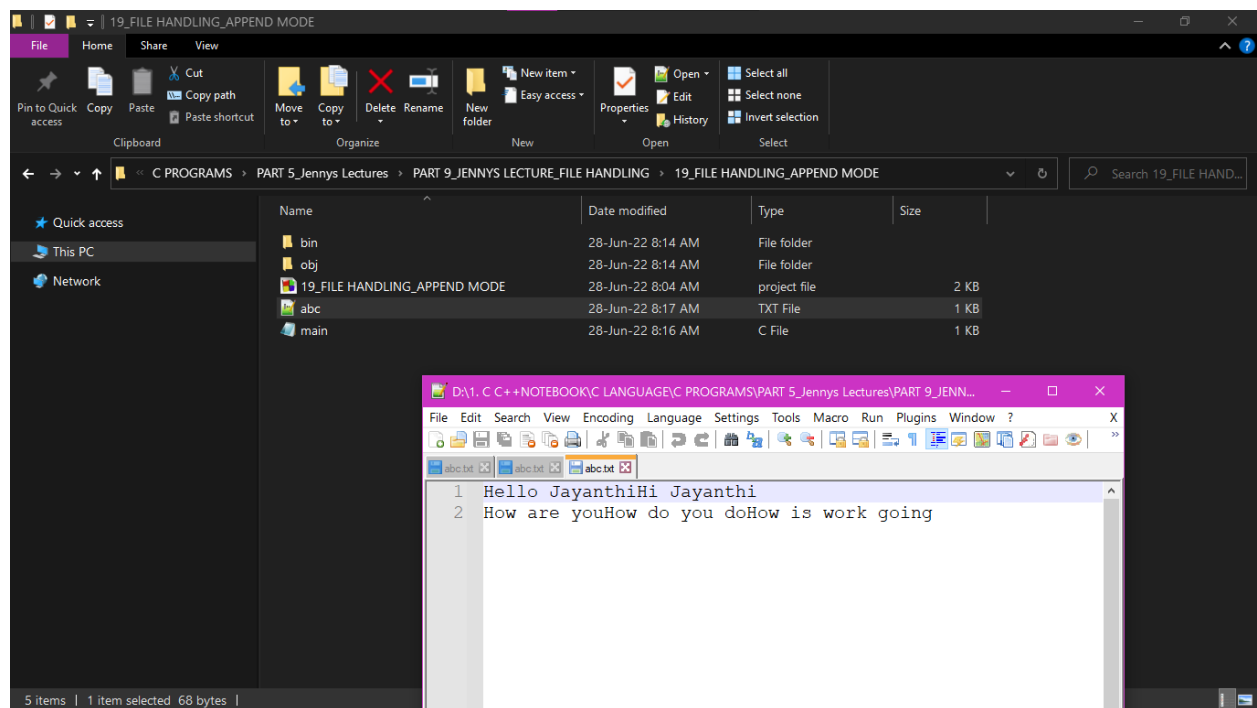 19_FILE HANDLING_APPEND MODE
File Home Share View
Pin to Quick access
Copy
Paste
Cut
Copy path
Paste shortcut
Clipboard
Move to
Copy to
Delete
Rename
Organize
New folder
New item
Easy access
New
Properties
Open
Edit
History
Open
Select all
Select none
Invert selection
Select
« C PROGRAMS > PART 5_Jennys Lectures > PART 9_JENNYS LECTURE_FILE HANDLING > 19_FILE HANDLING_APPEND MODE
Search 19_FILE HAND...
Quick access
This PC
Network
Name Date modified Type Size
bin 28-Jun-22 8:14 AM File folder
obj 28-Jun-22 8:14 AM File folder
19_FILE HANDLING_APPEND MODE 28-Jun-22 8:04 AM project file 2 KB
abc 28-Jun-22 8:17 AM TXT File 1 KB
main 28-Jun-22 8:16 AM C File 1 KB
D:\1. C C++NOTEBOOK\C LANGUAGE\C PROGRAMS\PART 5_Jennys Lectures\PART 9_JENN...
File Edit Search View Encoding Language Settings Tools Macro Run Plugins Window ? X
abc.txt abc.txt abc.txt
1 Hello JayanthiHi Jayanthi
2 How are youHow do you doHow is work going
5 items | 1 item selected 68 bytes |